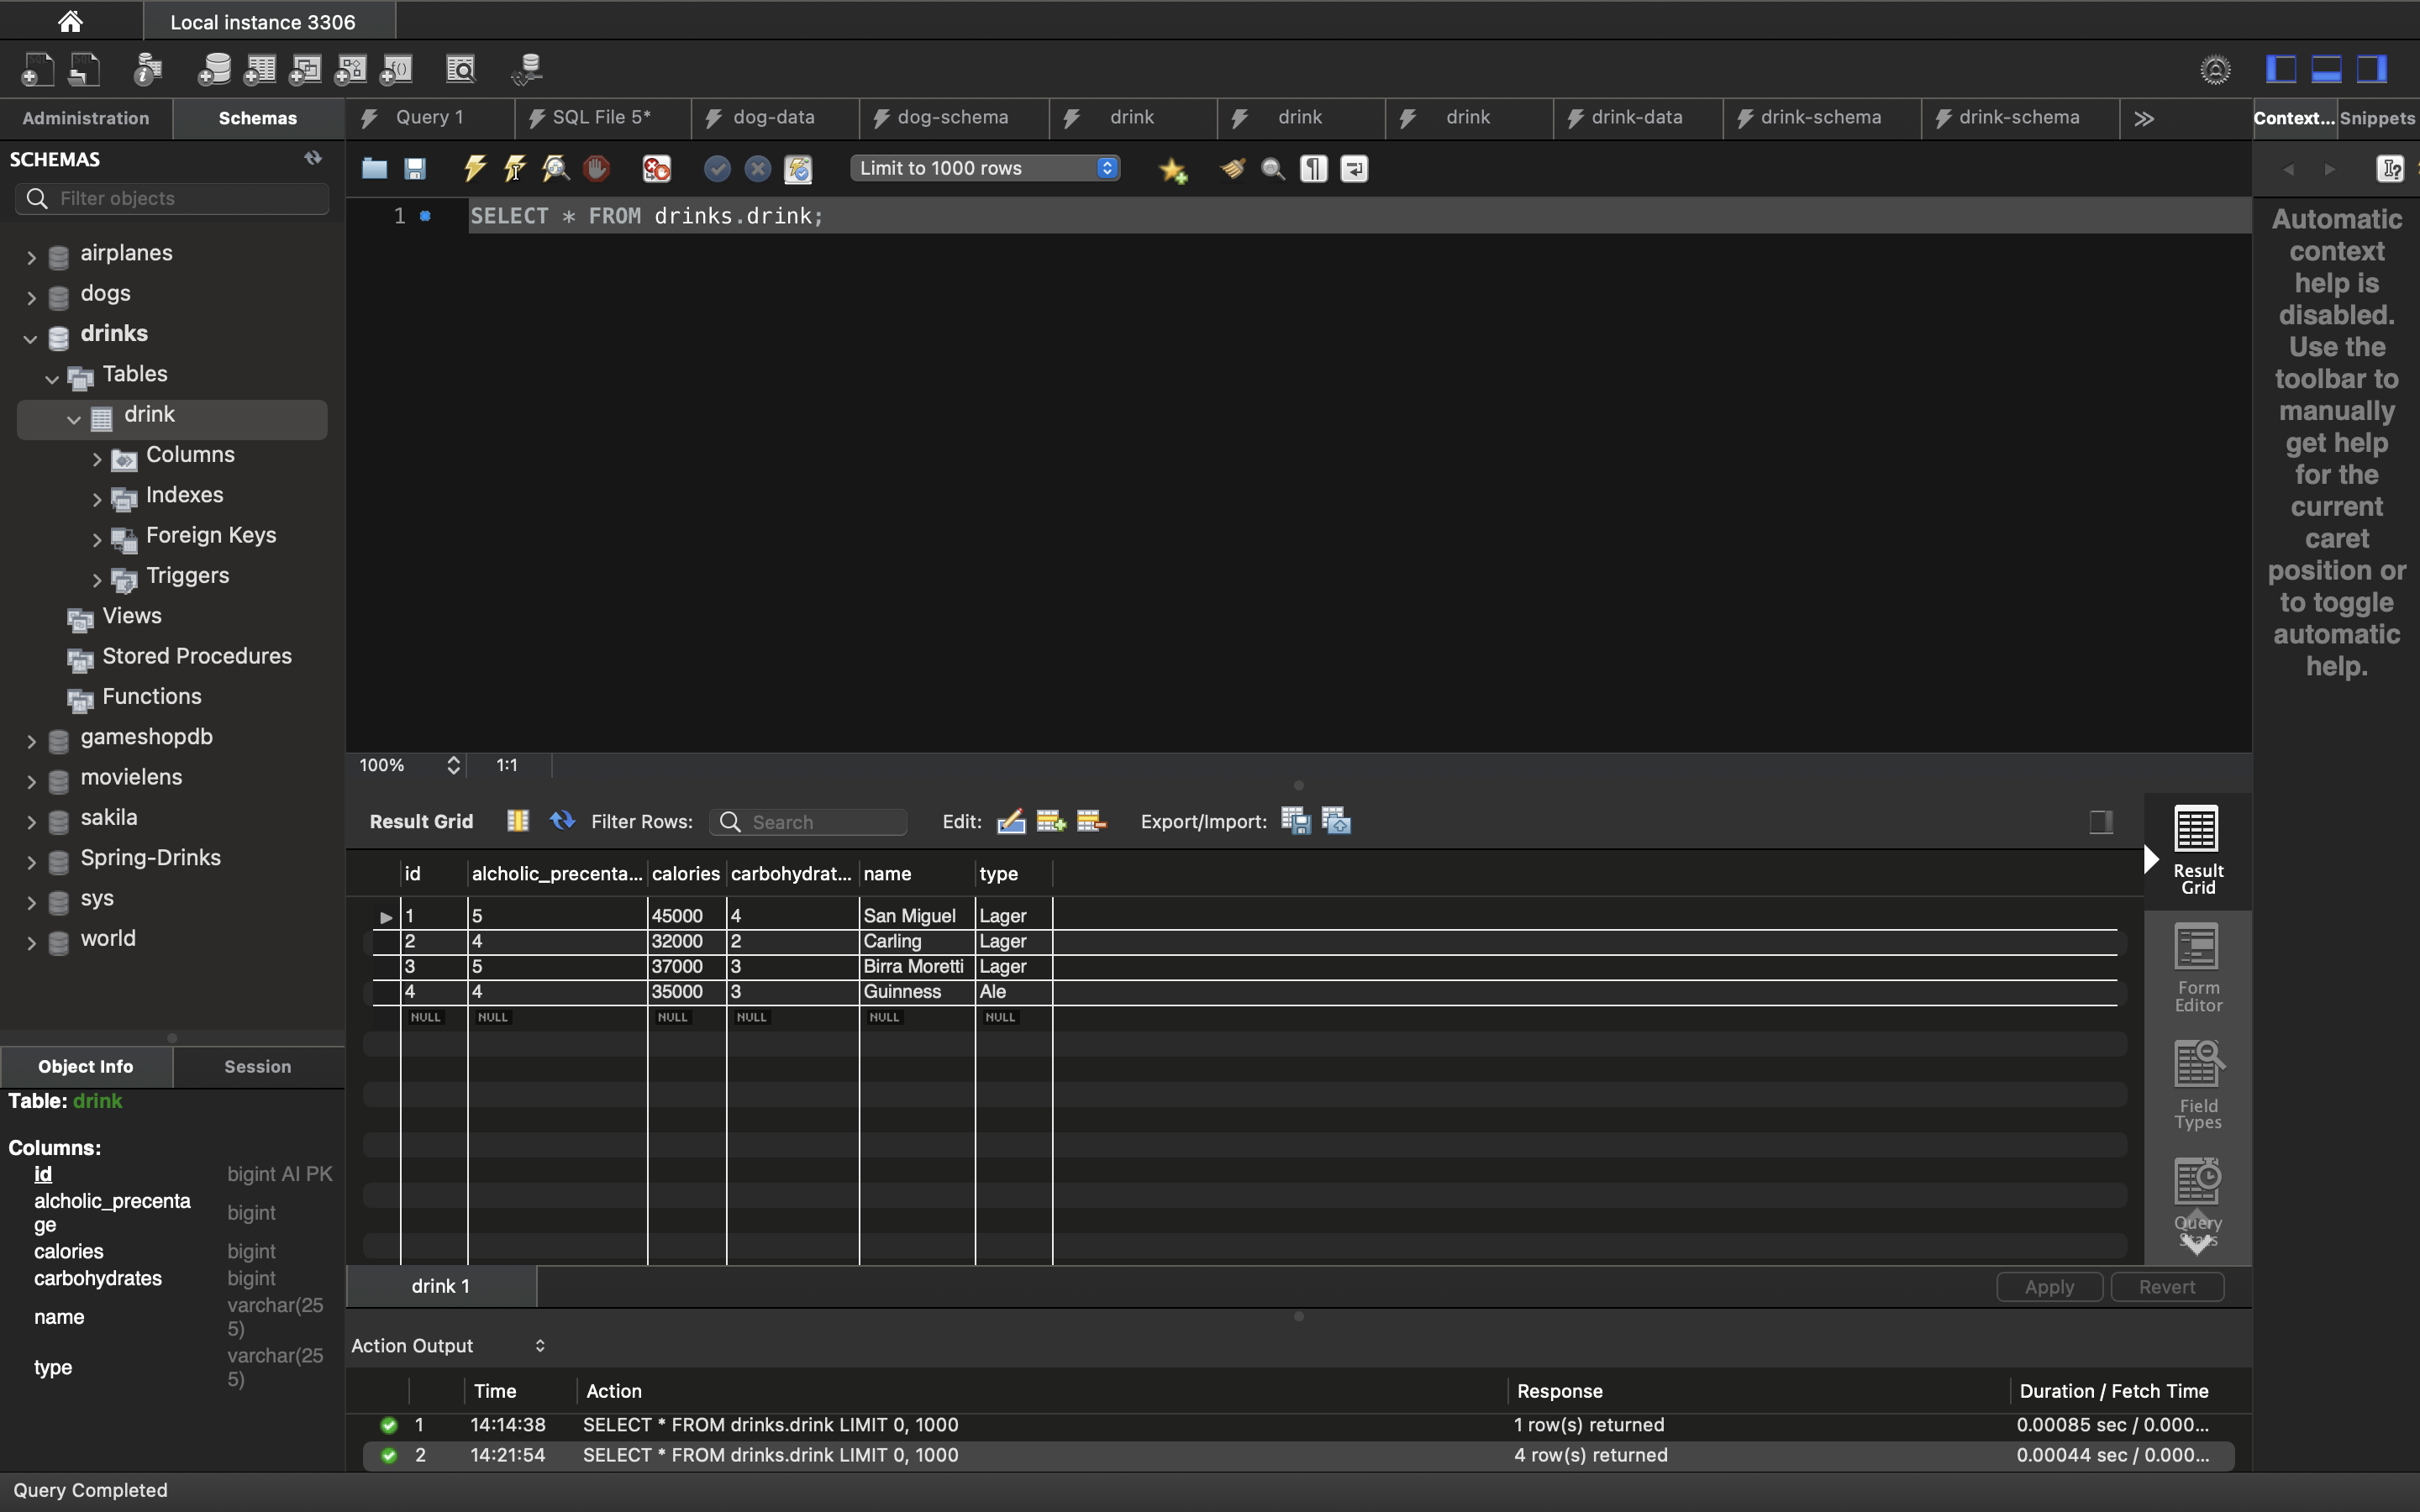 Local instance 3306
Administration
Schemas
Query 1
SQL File 5*
dog-data
dog-schema
drink
drink
drink
drink-data
drink-schema
drink-schema
Context...
Snippets
SCHEMAS
Filter objects
airplanes
dogs
drinks
Tables
drink
Columns
Indexes
Foreign Keys
Triggers
Views
Stored Procedures
Functions
gameshopdb
movielens
sakila
Spring-Drinks
sys
world
Limit to 1000 rows
1 SELECT * FROM drinks.drink;
Automatic
context
help is
disabled.
Use the
toolbar to
manually
get help
for the
current
caret
position or
to toggle
automatic
help.
100% 1:1
Result Grid Filter Rows: Search Edit: Export/Import:
id alcholic_precenta... calories carbohydrat... name type
1 5 45000 4 San Miguel Lager
2 4 32000 2 Carling Lager
3 5 37000 3 Birra Moretti Lager
4 4 35000 3 Guinness Ale
NULL NULL NULL NULL NULL NULL
Result
Grid
Form
Editor
Field
Types
Query
Stats
Object Info
Session
Table: drink
Columns:
id bigint AI PK
alcholic_precenta
ge bigint
calories bigint
carbohydrates bigint
name varchar(25
5)
type varchar(25
5)
drink 1
Apply
Revert
Action Output
Time Action Response Duration / Fetch Time
1 14:14:38 SELECT * FROM drinks.drink LIMIT 0, 1000 1 row(s) returned 0.00085 sec / 0.000...
2 14:21:54 SELECT * FROM drinks.drink LIMIT 0, 1000 4 row(s) returned 0.00044 sec / 0.000...
Query Completed